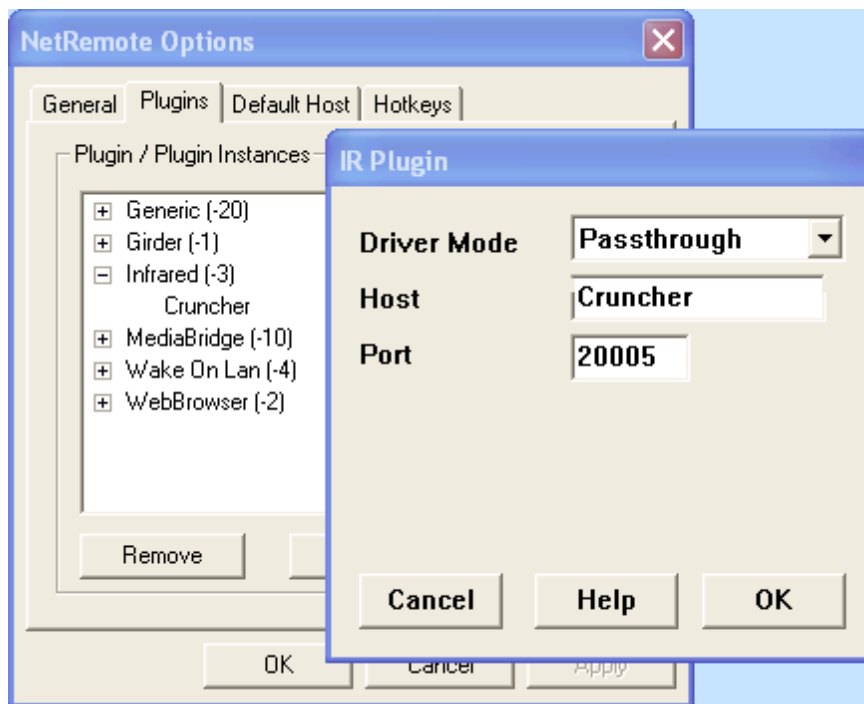 NetRemote Options
General Plugins Default Host Hotkeys
Plugin / Plugin Instances
Generic (-20)
Girder (-1)
Infrared (-3)
Cruncher
MediaBridge (-10)
Wake On Lan (-4)
WebBrowser (-2)
Remove
OK Cancel Apply
IR Plugin
Driver Mode Passthrough
Host Cruncher
Port 20005
Cancel Help OK